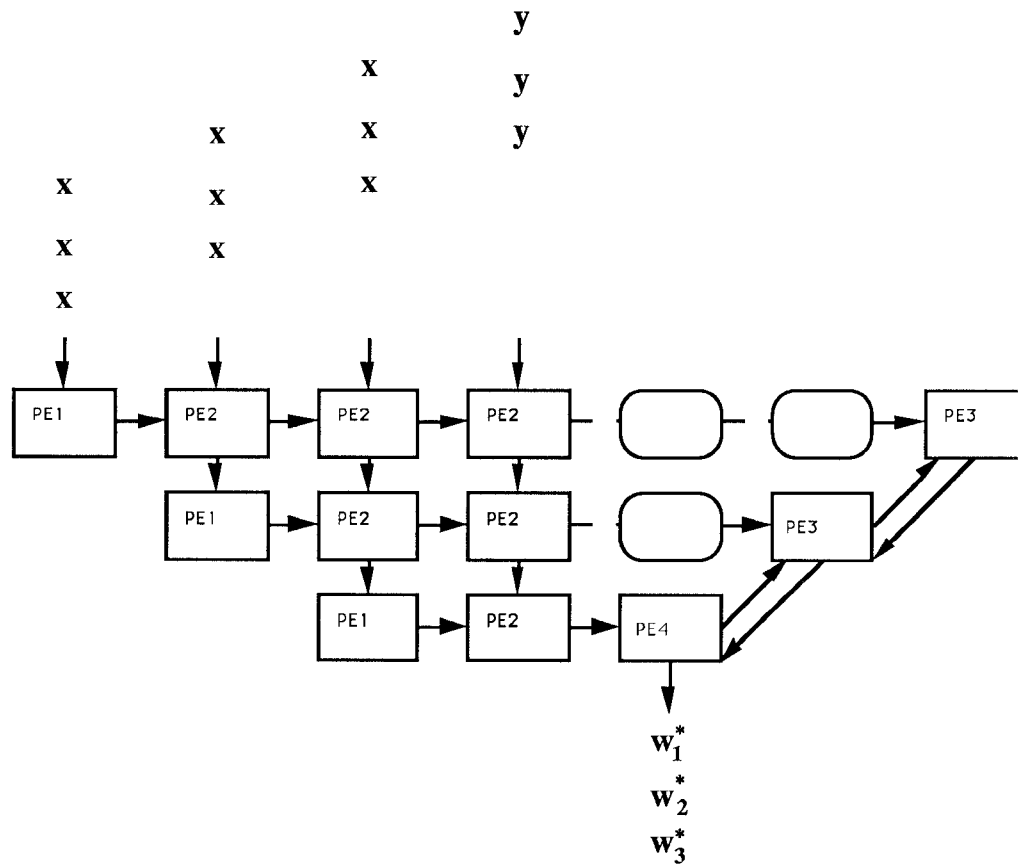 y
x y
x x y
x x x
x x
x
PE1 PE2 PE2 PE2 PE3
PE1 PE2 PE2 PE3
PE1 PE2 PE4
w₁*
w₂*
w₃*